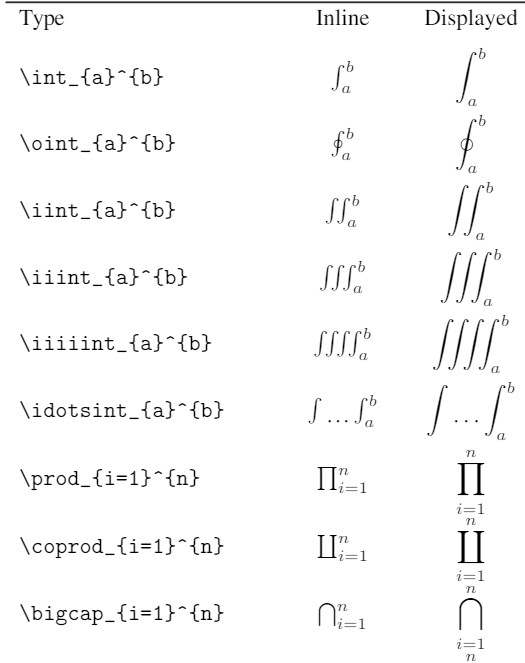 Type Inline Displayed
\int_{a}^{b} ∫_a^b ∫_a^b
\oint_{a}^{b} ∮_a^b ∮_a^b
\iint_{a}^{b} ∬_a^b ∬_a^b
\iiint_{a}^{b} ∭_a^b ∭_a^b
\iiiiint_{a}^{b} ⨌_a^b ⨌_a^b
\idotsint_{a}^{b} ∫…∫_a^b ∫…∫_a^b
\prod_{i=1}^{n} ∏_{i=1}^n ∏_{i=1}^n
\coprod_{i=1}^{n} ∐_{i=1}^n ∐_{i=1}^n
\bigcap_{i=1}^{n} ⋂_{i=1}^n ⋂_{i=1}^n
n